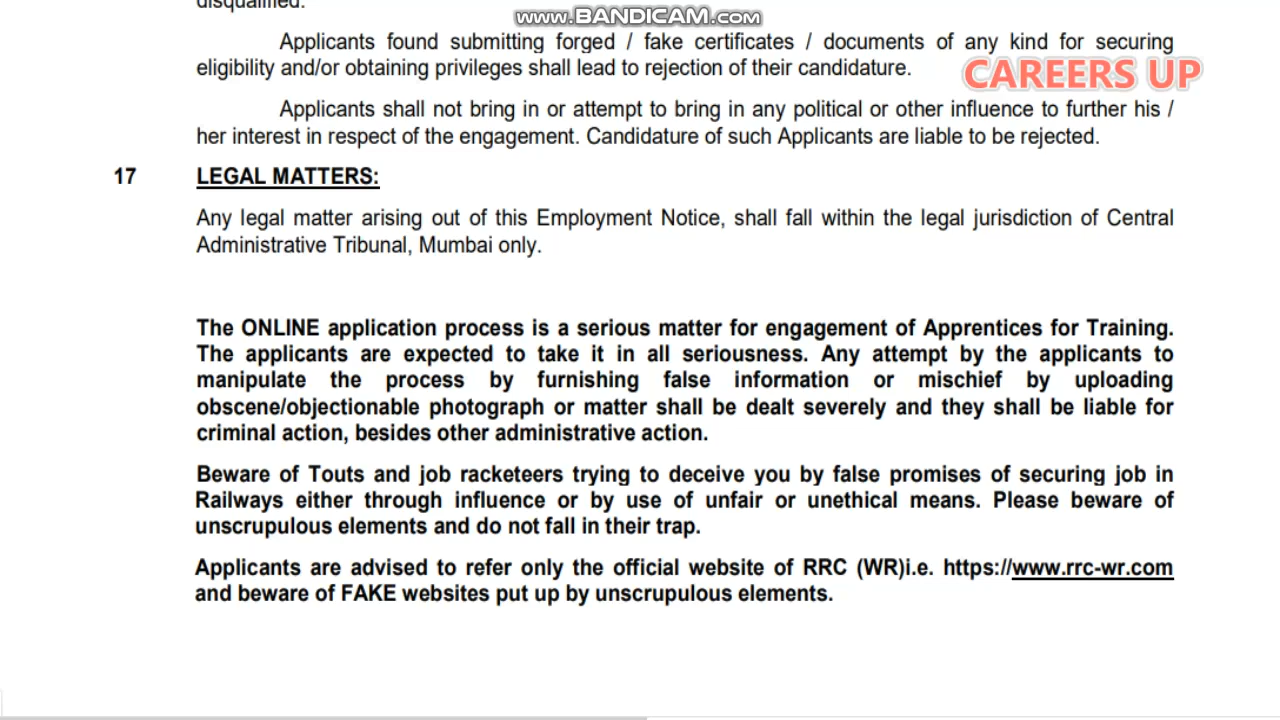 disqualified.
www.BANDICAM.com
Applicants found submitting forged / fake certificates / documents of any kind for securing
eligibility and/or obtaining privileges shall lead to rejection of their candidature.
CAREERS UP
Applicants shall not bring in or attempt to bring in any political or other influence to further his /
her interest in respect of the engagement. Candidature of such Applicants are liable to be rejected.
17 LEGAL MATTERS:
Any legal matter arising out of this Employment Notice, shall fall within the legal jurisdiction of Central
Administrative Tribunal, Mumbai only.
The ONLINE application process is a serious matter for engagement of Apprentices for Training.
The applicants are expected to take it in all seriousness. Any attempt by the applicants to
manipulate the process by furnishing false information or mischief by uploading
obscene/objectionable photograph or matter shall be dealt severely and they shall be liable for
criminal action, besides other administrative action.
Beware of Touts and job racketeers trying to deceive you by false promises of securing job in
Railways either through influence or by use of unfair or unethical means. Please beware of
unscrupulous elements and do not fall in their trap.
Applicants are advised to refer only the official website of RRC (WR)i.e. https://www.rrc-wr.com
and beware of FAKE websites put up by unscrupulous elements.